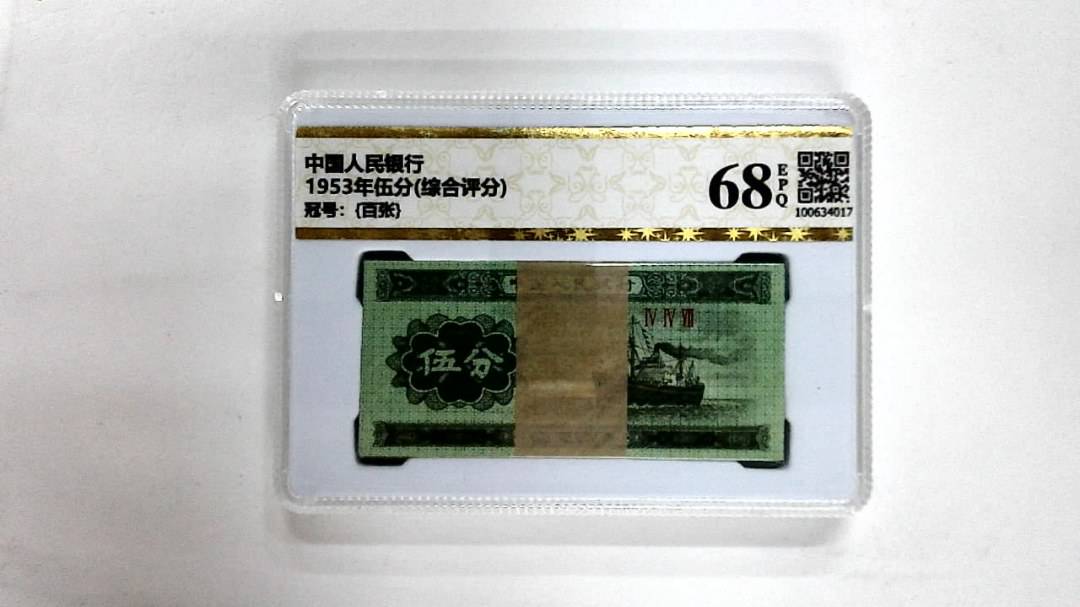 中国人民银行
1953年伍分(综合评分)
冠号：{百张}
68
EPQ
100634017
伍分
Ⅳ Ⅳ Ⅷ